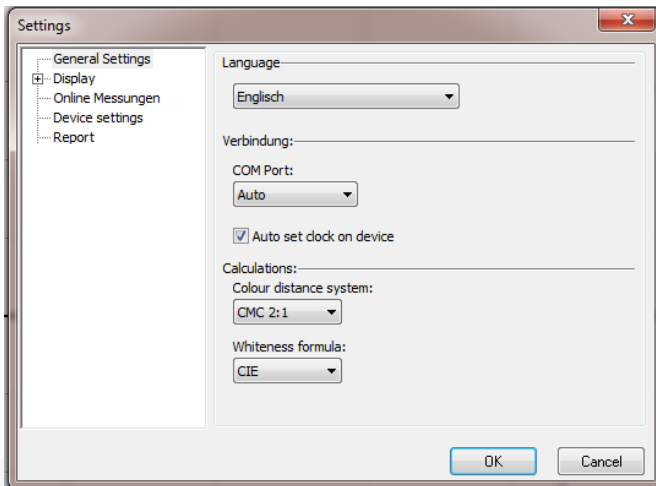 Settings
General Settings
Display
Online Messungen
Device settings
Report
Language
Englisch
Verbindung:
COM Port:
Auto
Auto set clock on device
Calculations:
Colour distance system:
CMC 2:1
Whiteness formula:
CIE
OK
Cancel